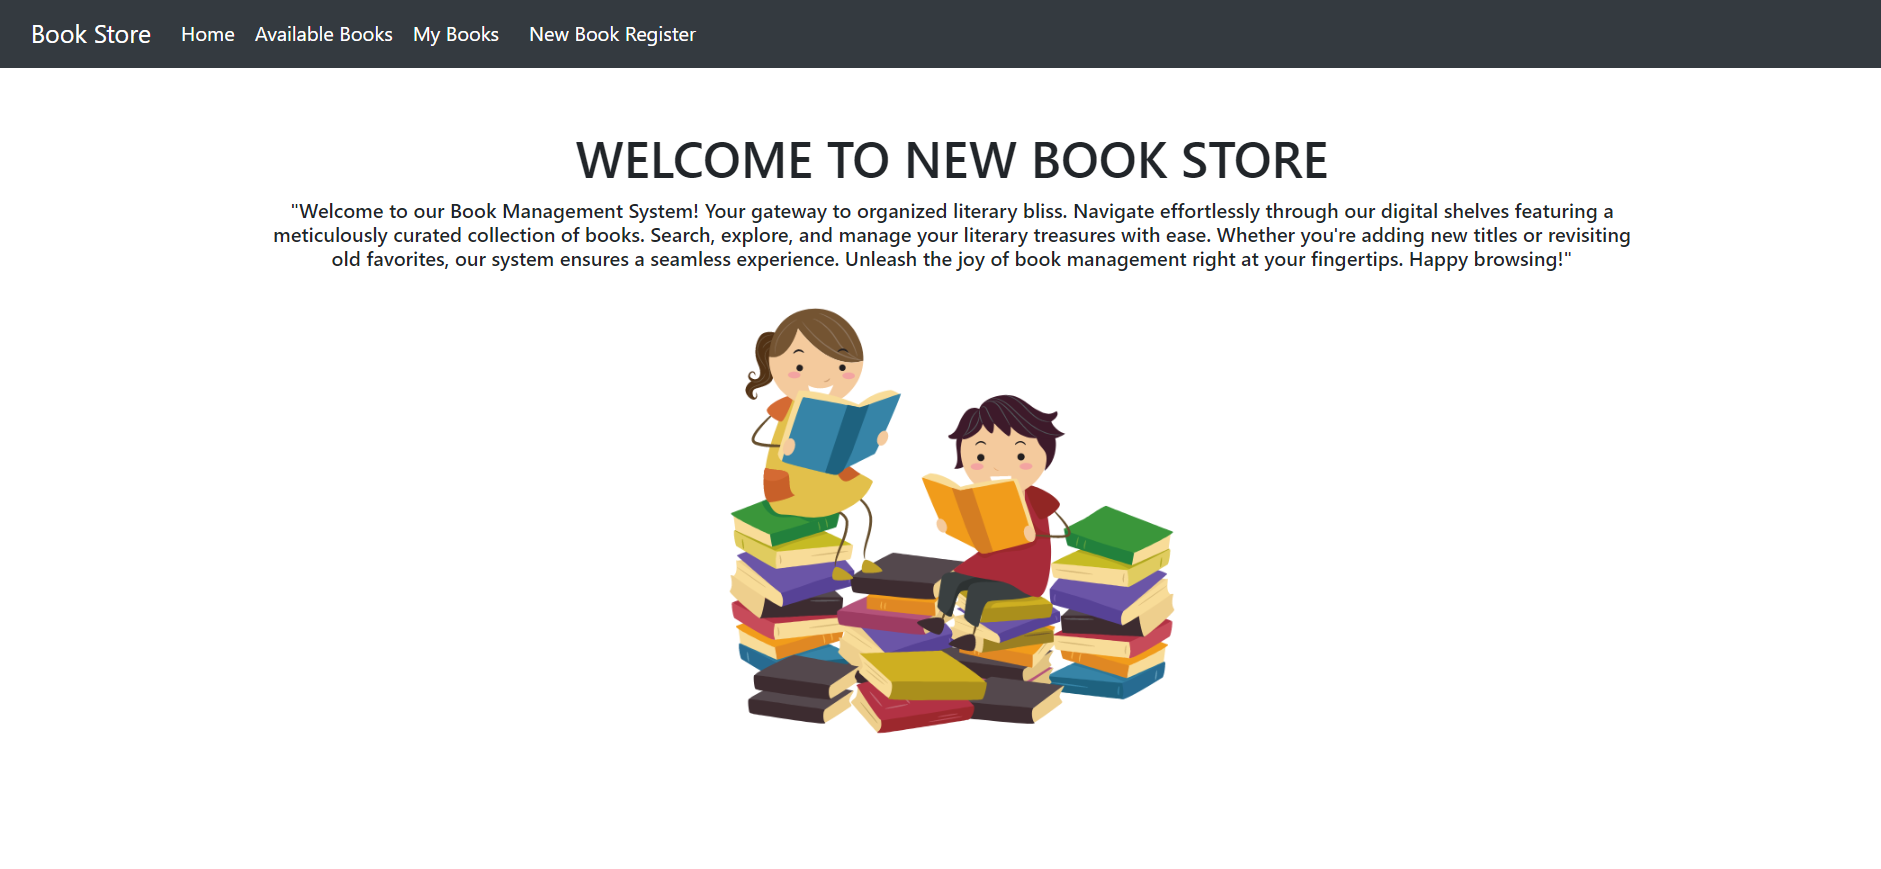 Book Store Home Available Books My Books New Book Register
WELCOME TO NEW BOOK STORE
"Welcome to our Book Management System! Your gateway to organized literary bliss. Navigate effortlessly through our digital shelves featuring a
meticulously curated collection of books. Search, explore, and manage your literary treasures with ease. Whether you're adding new titles or revisiting
old favorites, our system ensures a seamless experience. Unleash the joy of book management right at your fingertips. Happy browsing!"